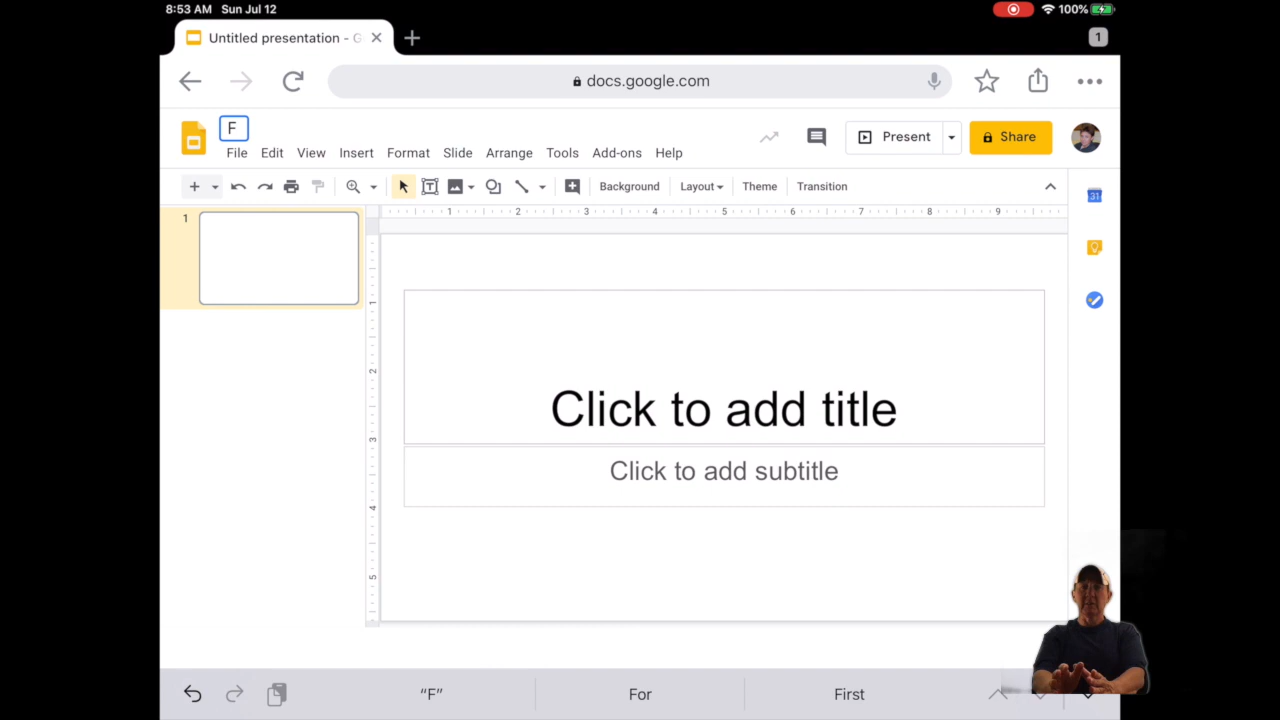 8:53 AM Sun Jul 12 100%
Untitled presentation - G
1
docs.google.com
F
File Edit View Insert Format Slide Arrange Tools Add-ons Help
Present Share
Background Layout Theme Transition
31
1 2 3 4 5 6 7 8 9
1
1
2
3
4
5
Click to add title
Click to add subtitle
“F” For First